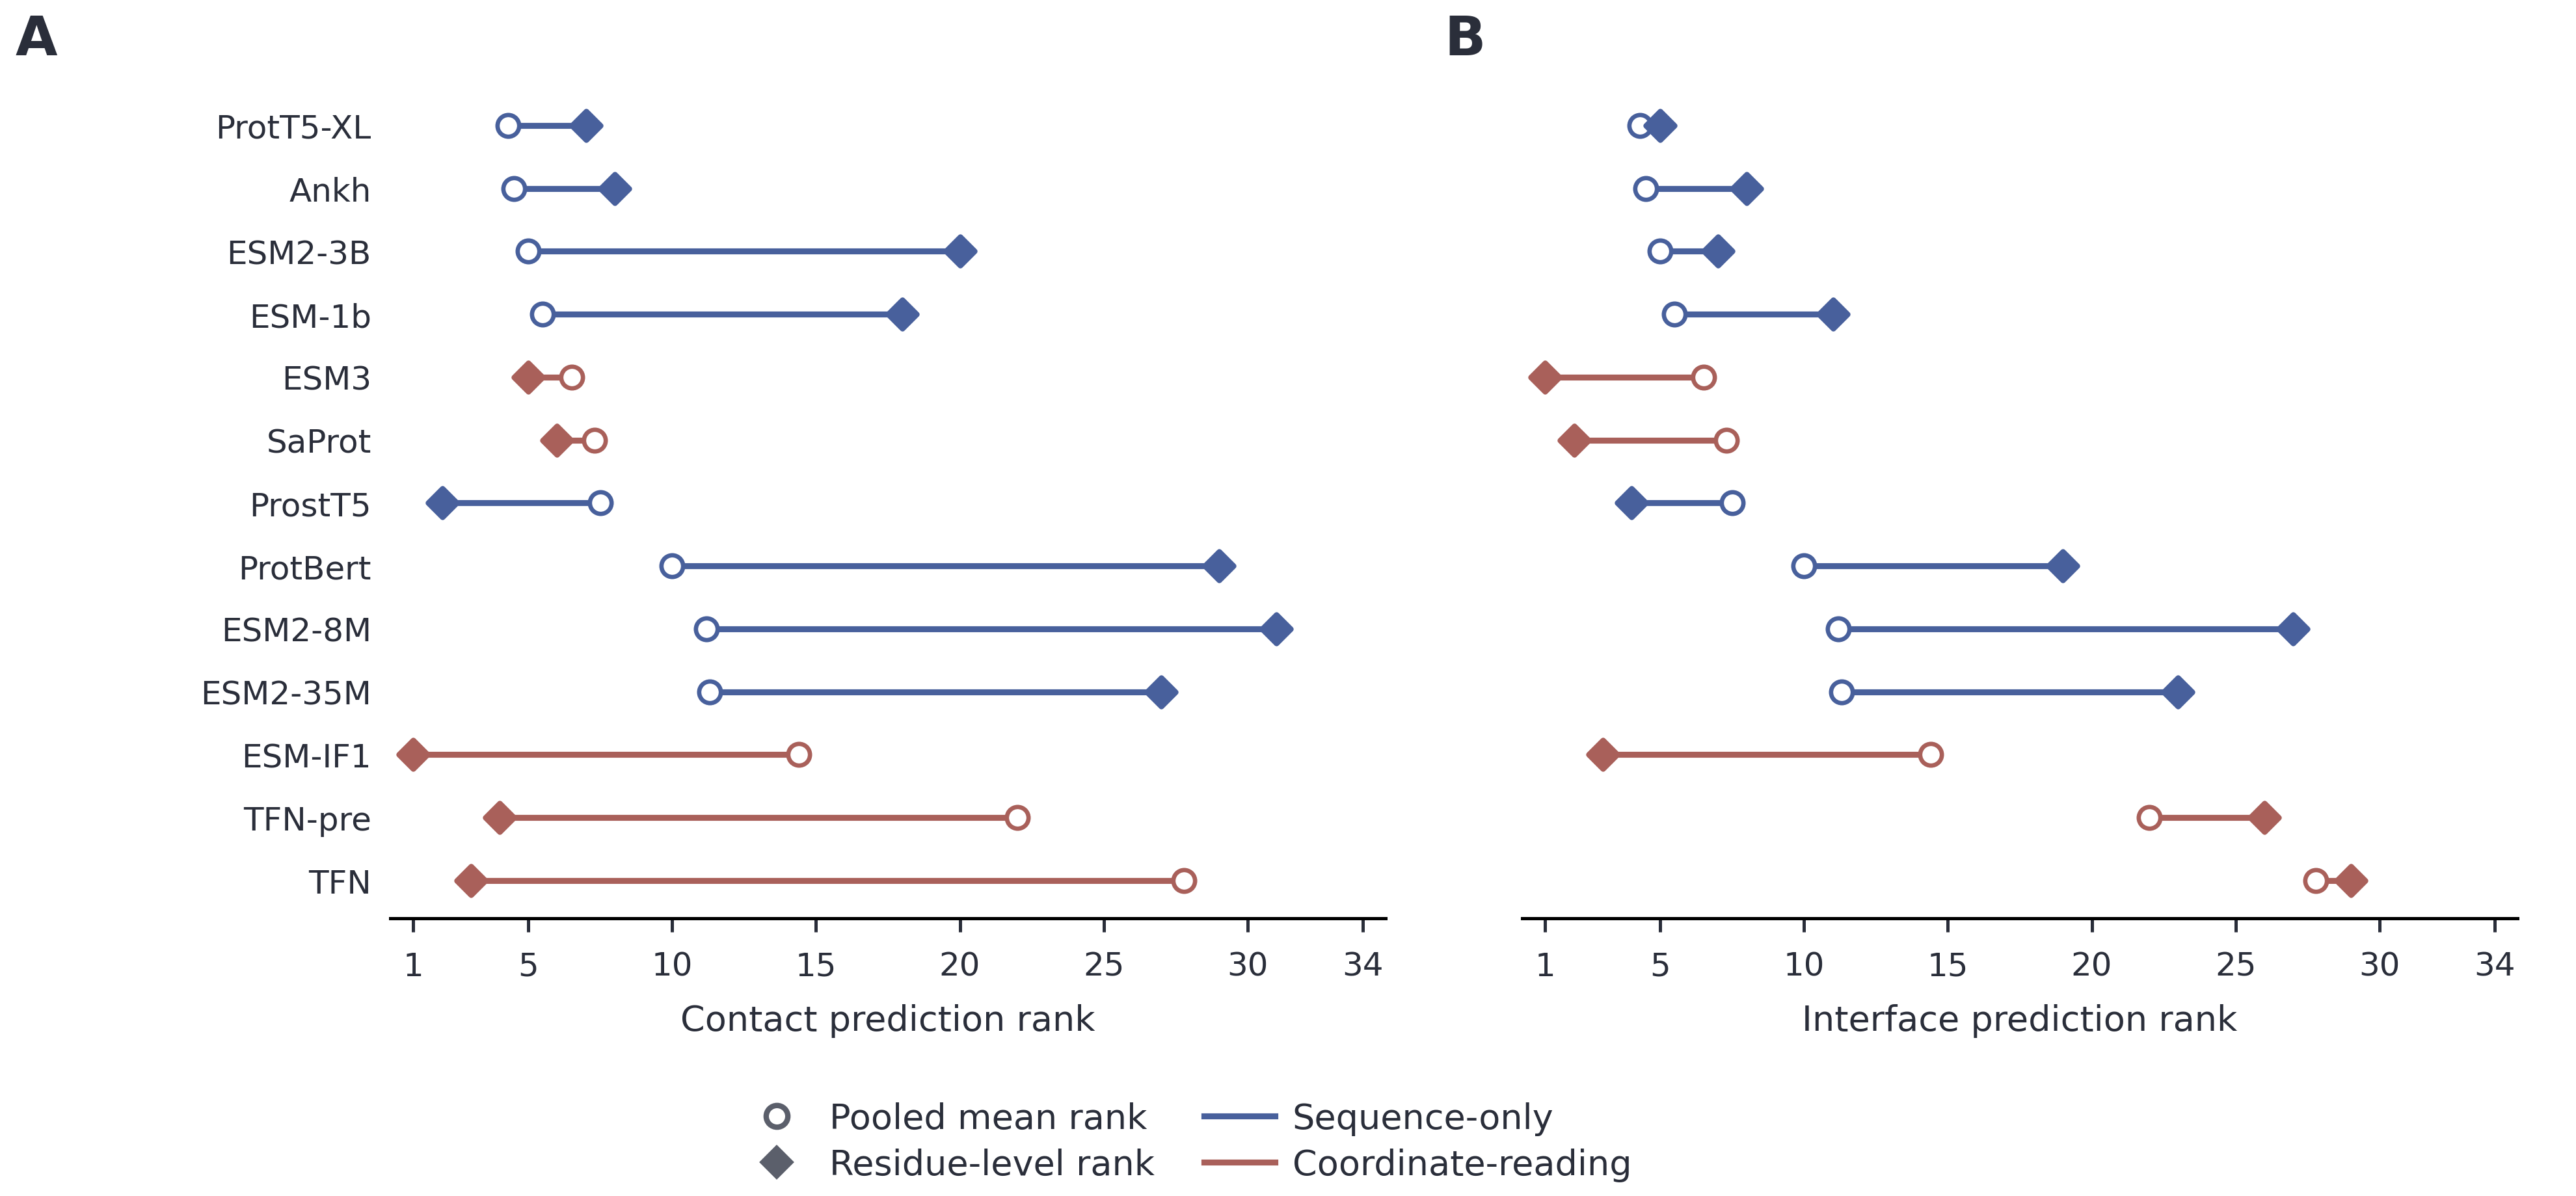 A
B
ProtT5-XL
Ankh
ESM2-3B
ESM-1b
ESM3
SaProt
ProstT5
ProtBert
ESM2-8M
ESM2-35M
ESM-IF1
TFN-pre
TFN
1 5 10 15 20 25 30 34
Contact prediction rank
1 5 10 15 20 25 30 34
Interface prediction rank
Pooled mean rank
Residue-level rank
Sequence-only
Coordinate-reading